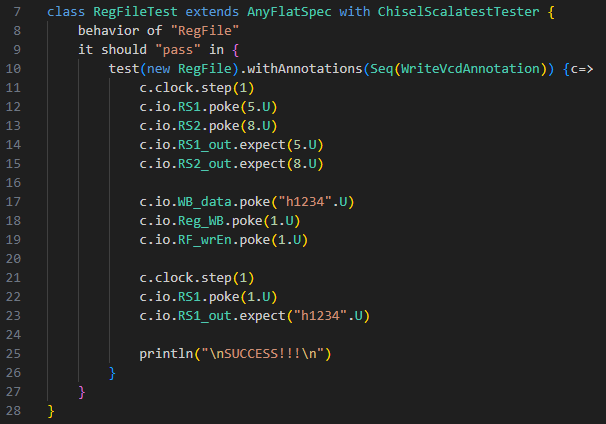 7 class RegFileTest extends AnyFlatSpec with ChiselScalatestTester {
8     behavior of "RegFile"
9     it should "pass" in {
10         test(new RegFile).withAnnotations(Seq(WriteVcdAnnotation)) {c=>
11             c.clock.step(1)
12             c.io.RS1.poke(5.U)
13             c.io.RS2.poke(8.U)
14             c.io.RS1_out.expect(5.U)
15             c.io.RS2_out.expect(8.U)
16
17             c.io.WB_data.poke("h1234".U)
18             c.io.Reg_WB.poke(1.U)
19             c.io.RF_wrEn.poke(1.U)
20
21             c.clock.step(1)
22             c.io.RS1.poke(1.U)
23             c.io.RS1_out.expect("h1234".U)
24
25             println("\nSUCCESS!!!\n")
26         }
27     }
28 }